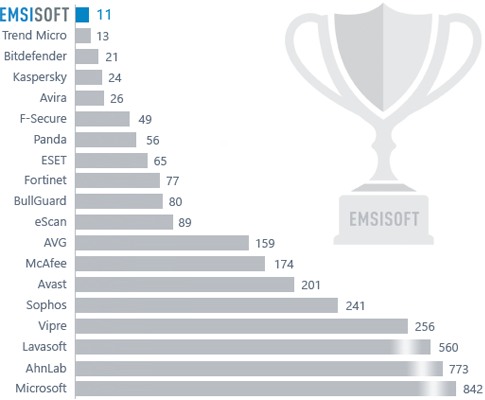 EMSISOFT 11
Trend Micro 13
Bitdefender 21
Kaspersky 24
Avira 26
F-Secure 49
Panda 56
ESET 65
Fortinet 77
BullGuard 80
eScan 89
AVG 159
McAfee 174
Avast 201
Sophos 241
Vipre 256
Lavasoft 560
AhnLab 773
Microsoft 842
EMSISOFT